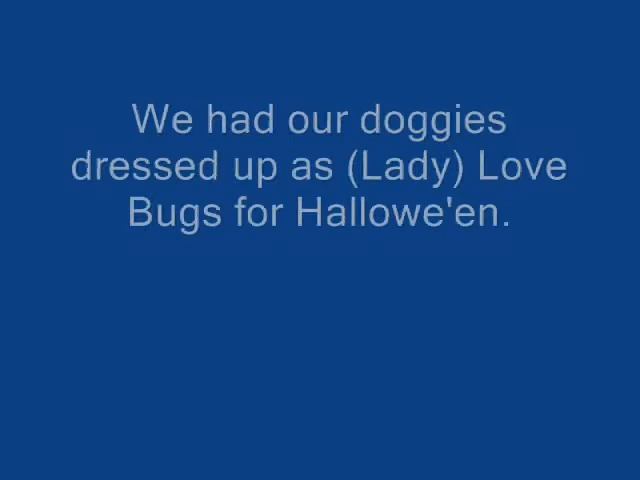 We had our doggies
dressed up as (Lady) Love
Bugs for Hallowe'en.